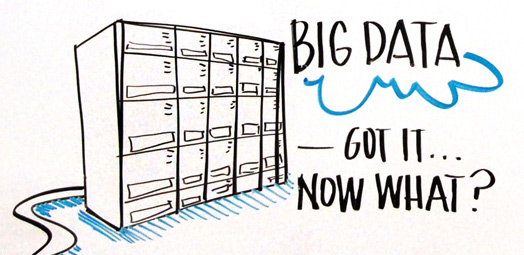 BIG DATA
— GOT IT...
NOW WHAT?